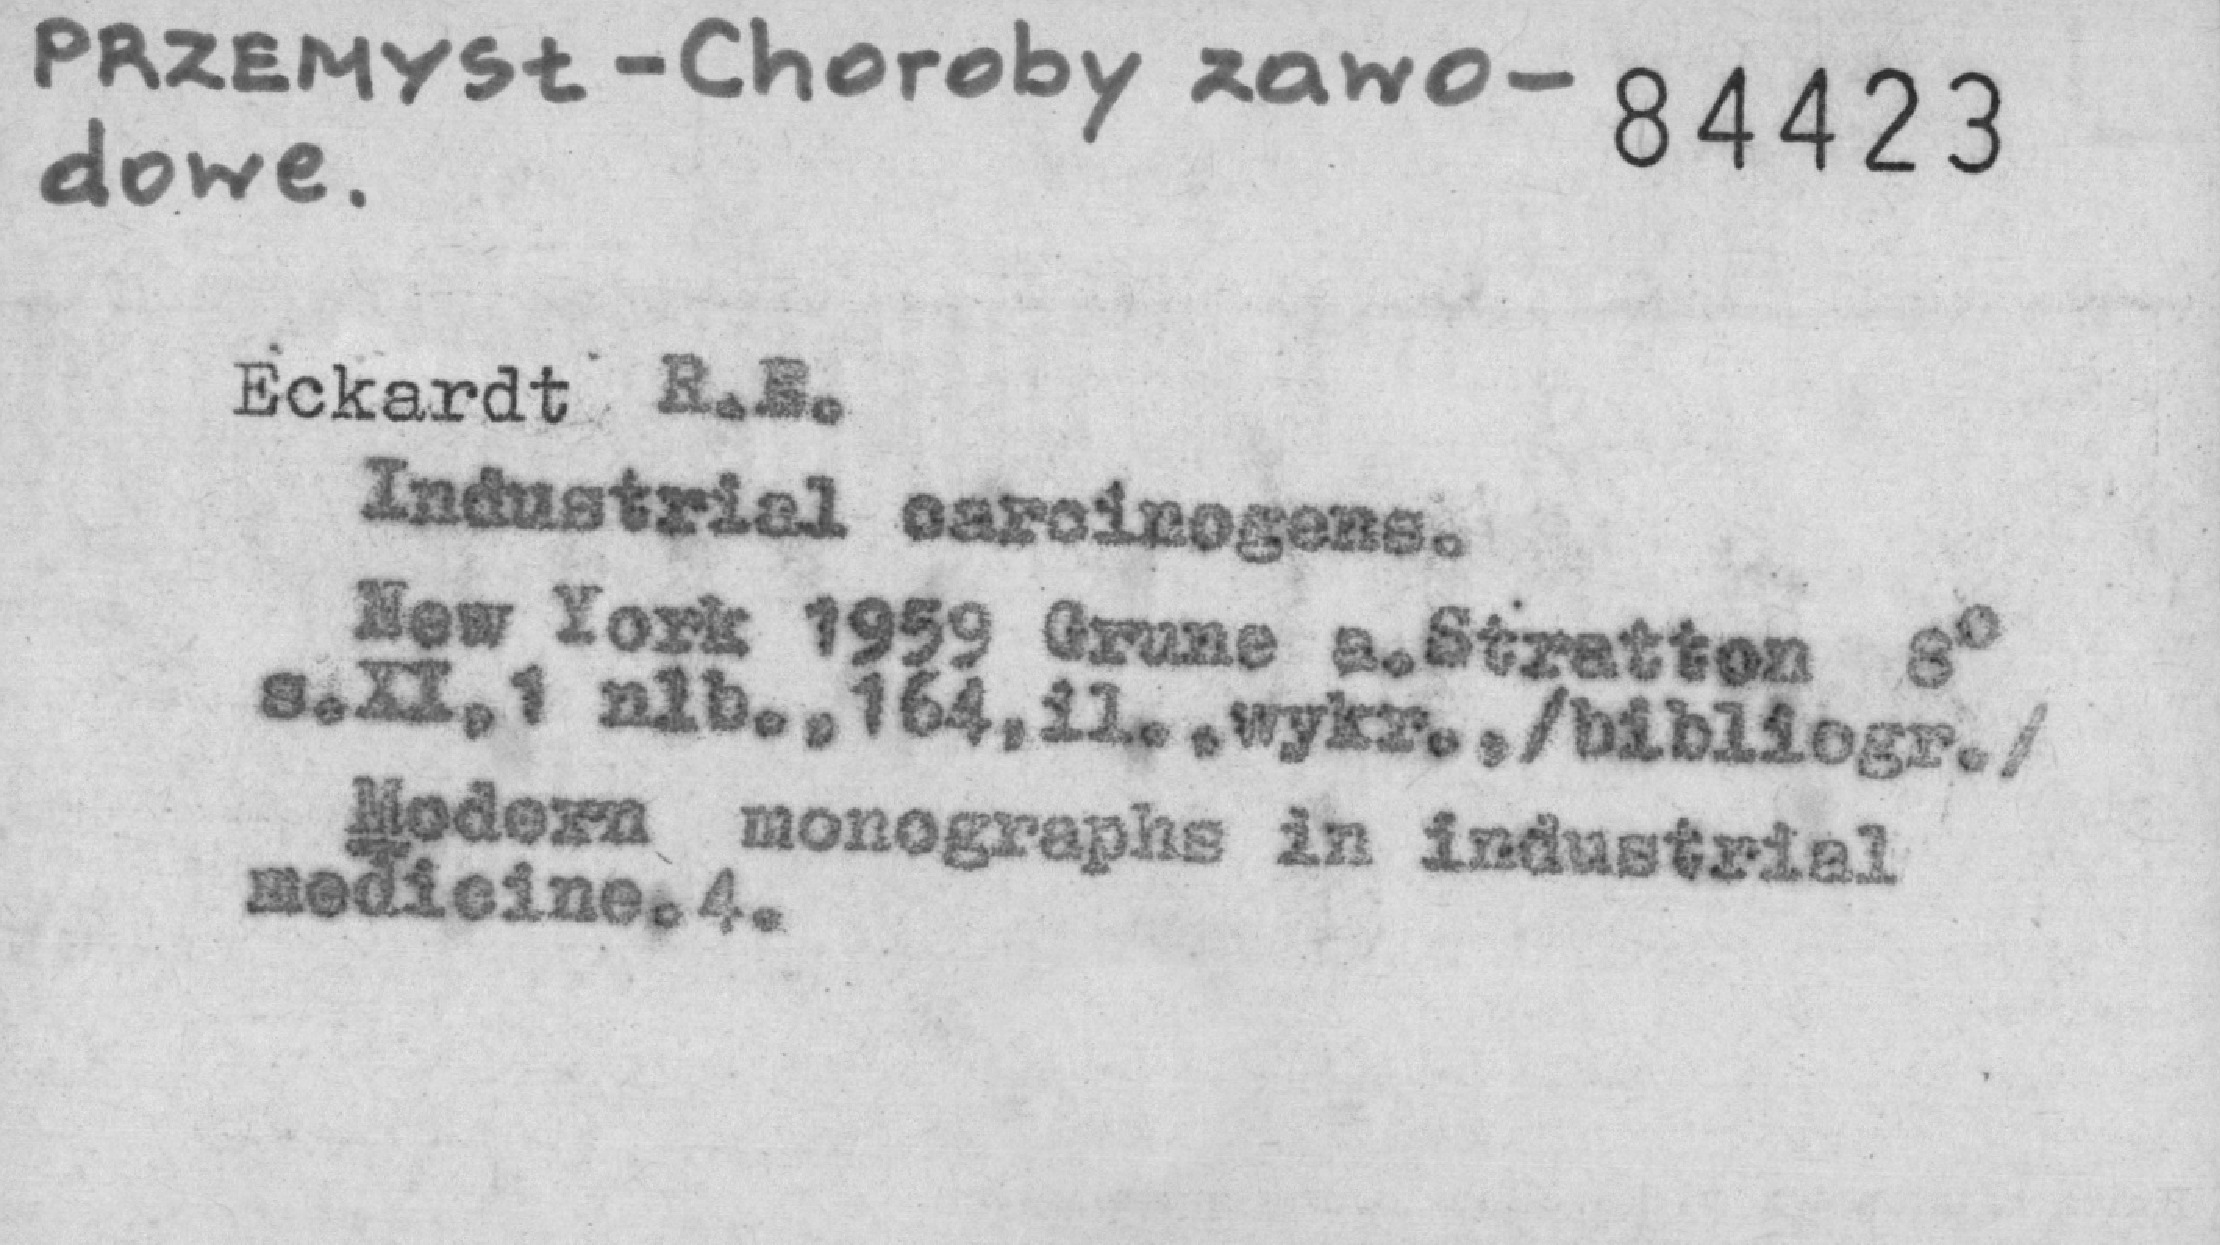 PRZEMYSł - Choroby zawo- 84423
dowe.
Eckardt R.E.
Industrial carcinogens.
New York 1959 Grune a.Stratton 8º
s.XI,1 nlb.,164,il.,wykr.,/bibliogr./
Modern monographs in industrial
medicine.4.